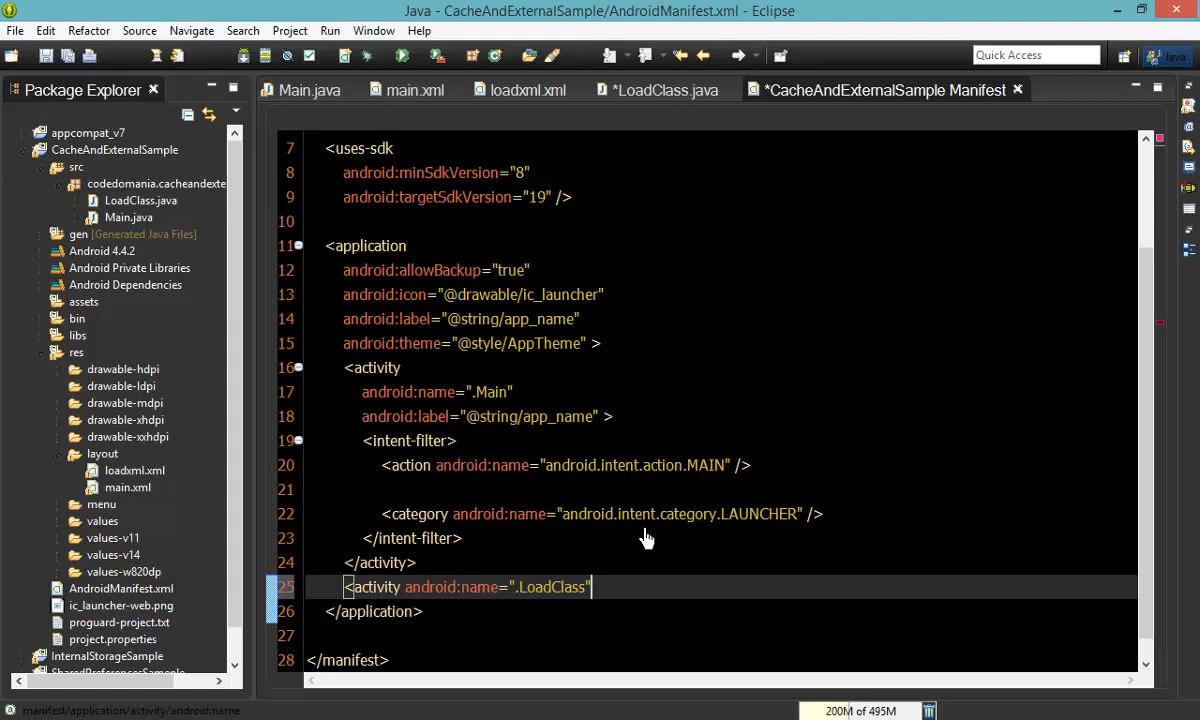 Java - CacheAndExternalSample/AndroidManifest.xml - Eclipse
File Edit Refactor Source Navigate Search Project Run Window Help
Quick Access
Java
Package Explorer
Main.java
main.xml
loadxml.xml
*LoadClass.java
*CacheAndExternalSample Manifest
appcompat_v7
CacheAndExternalSample
src
codedomania.cacheandexte
LoadClass.java
Main.java
gen [Generated Java Files]
Android 4.4.2
Android Private Libraries
Android Dependencies
assets
bin
libs
res
drawable-hdpi
drawable-ldpi
drawable-mdpi
drawable-xhdpi
drawable-xxhdpi
layout
loadxml.xml
main.xml
menu
values
values-v11
values-v14
values-w820dp
AndroidManifest.xml
ic_launcher-web.png
proguard-project.txt
project.properties
InternalStorageSample
SharedPreferencesSample
7 <uses-sdk
8 android:minSdkVersion="8"
9 android:targetSdkVersion="19" />
10
11 <application
12 android:allowBackup="true"
13 android:icon="@drawable/ic_launcher"
14 android:label="@string/app_name"
15 android:theme="@style/AppTheme" >
16 <activity
17 android:name=".Main"
18 android:label="@string/app_name" >
19 <intent-filter>
20 <action android:name="android.intent.action.MAIN" />
21
22 <category android:name="android.intent.category.LAUNCHER" />
23 </intent-filter>
24 </activity>
25 <activity android:name=".LoadClass"
26 </application>
27
28 </manifest>
manifest/application/activity/android:name
200M of 495M